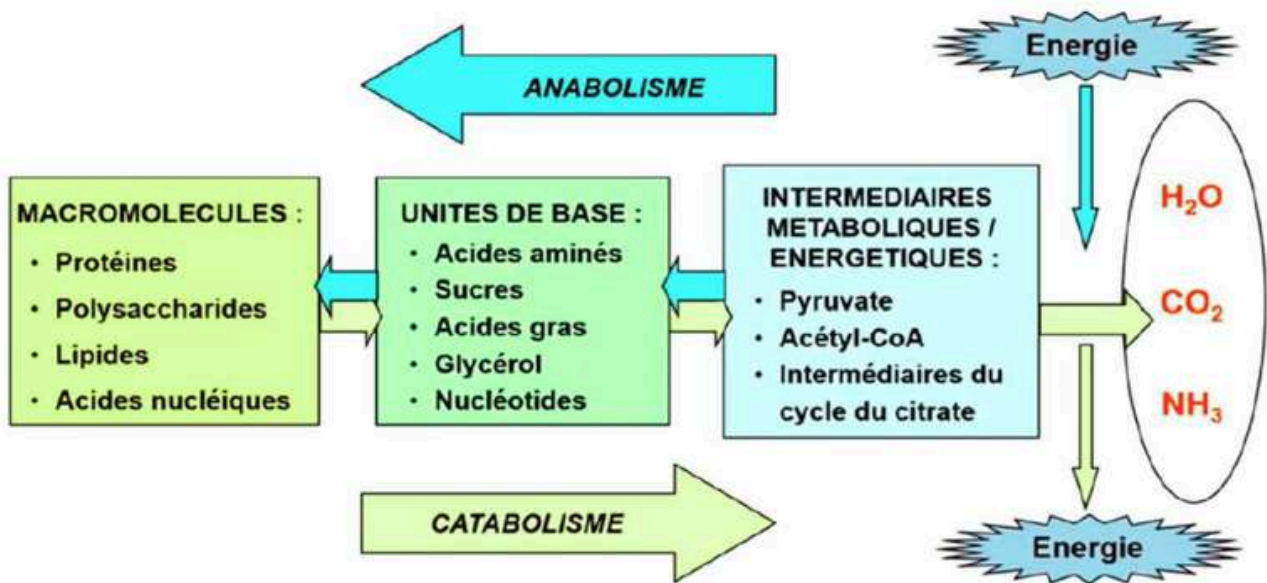 Energie
ANABOLISME
MACROMOLECULES :
• Protéines
• Polysaccharides
• Lipides
• Acides nucléiques
UNITES DE BASE :
• Acides aminés
• Sucres
• Acides gras
• Glycérol
• Nucléotides
INTERMEDIAIRES
METABOLIQUES /
ENERGETIQUES :
• Pyruvate
• Acétyl-CoA
• Intermédiaires du
cycle du citrate
H₂O
CO₂
NH₃
CATABOLISME
Energie